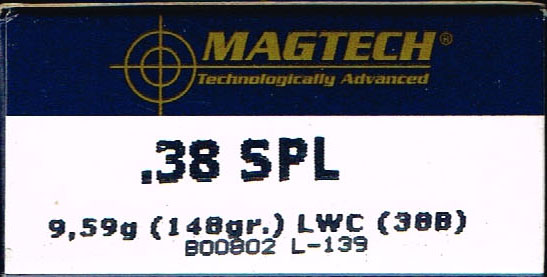 MAGTECH®
Technologically Advanced
.38 SPL
9,59g (148gr.) LWC (38B)
B00802 L-139